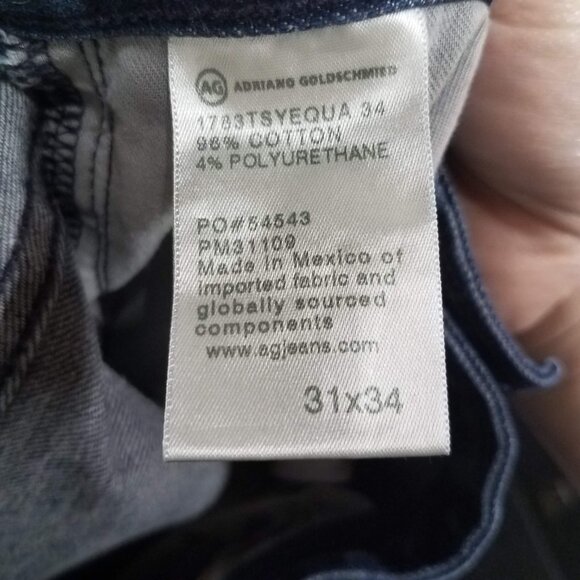 AG ADRIANO GOLDSCHMIED
1783TSYEQUA 34
96% COTTON
4% POLYURETHANE
PO#54543
PM31109
Made in Mexico of
imported fabric and
globally sourced
components
www.agjeans.com
31x34